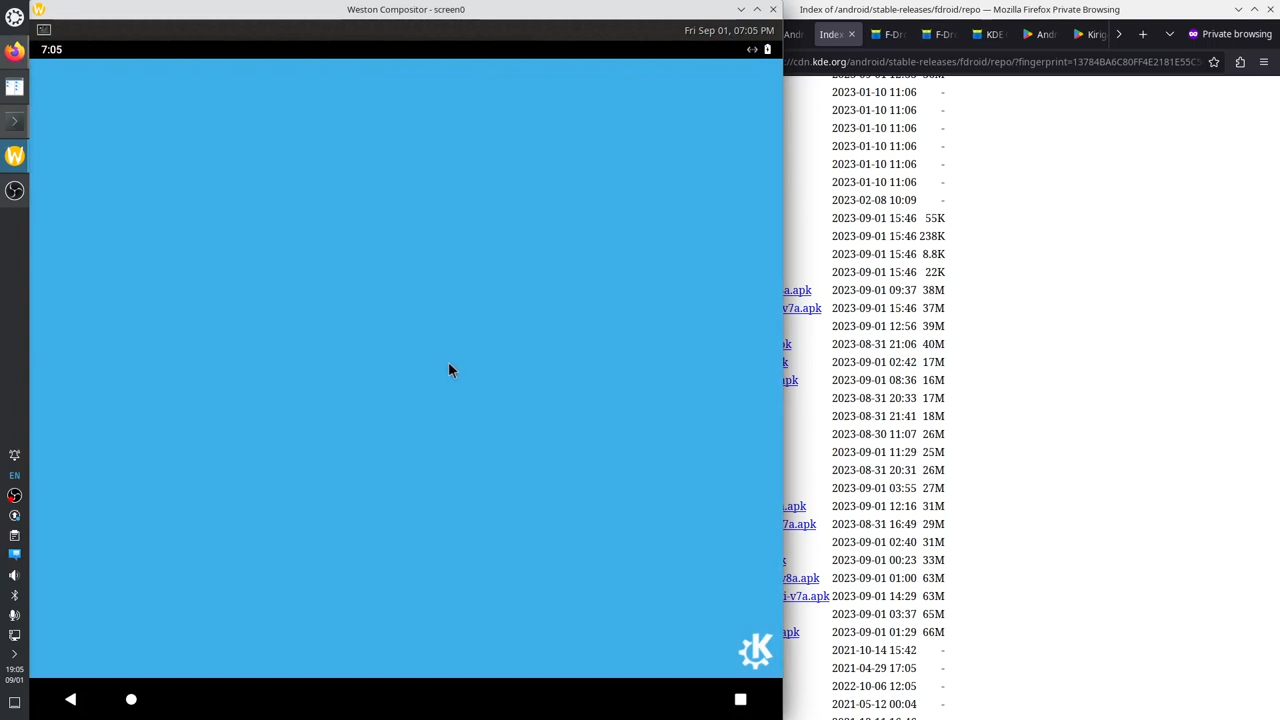 Weston Compositor - screen0
Fri Sep 01, 07:05 PM
7:05
EN
19:05
09/01
K
Index of /android/stable-releases/fdroid/repo/ — Mozilla Firefox Private Browsing
Andr
Index
F-Dro
F-Dro
KDE
Andr
Kirig
Private browsing
://cdn.kde.org/android/stable-releases/fdroid/repo/?fingerprint=13784BA6C80FF4E2181E55C5
2023-01-10 11:06 -
2023-01-10 11:06 -
2023-01-10 11:06 -
2023-01-10 11:06 -
2023-01-10 11:06 -
2023-01-10 11:06 -
2023-02-08 10:09 -
2023-09-01 15:46 55K
2023-09-01 15:46 238K
2023-09-01 15:46 8.8K
2023-09-01 15:46 22K
a.apk 2023-09-01 09:37 38M
v7a.apk 2023-09-01 15:46 37M
2023-09-01 12:56 39M
pk 2023-08-31 21:06 40M
k 2023-09-01 02:42 17M
apk 2023-09-01 08:36 16M
2023-08-31 20:33 17M
2023-08-31 21:41 18M
2023-08-30 11:07 26M
2023-09-01 11:29 25M
2023-08-31 20:31 26M
2023-09-01 03:55 27M
.apk 2023-09-01 12:16 31M
7a.apk 2023-08-31 16:49 29M
2023-09-01 02:40 31M
k 2023-09-01 00:23 33M
v8a.apk 2023-09-01 01:00 63M
i-v7a.apk 2023-09-01 14:29 63M
2023-09-01 03:37 65M
apk 2023-09-01 01:29 66M
2021-10-14 15:42 -
2021-04-29 17:05 -
2022-10-06 12:05 -
2021-05-12 00:04 -